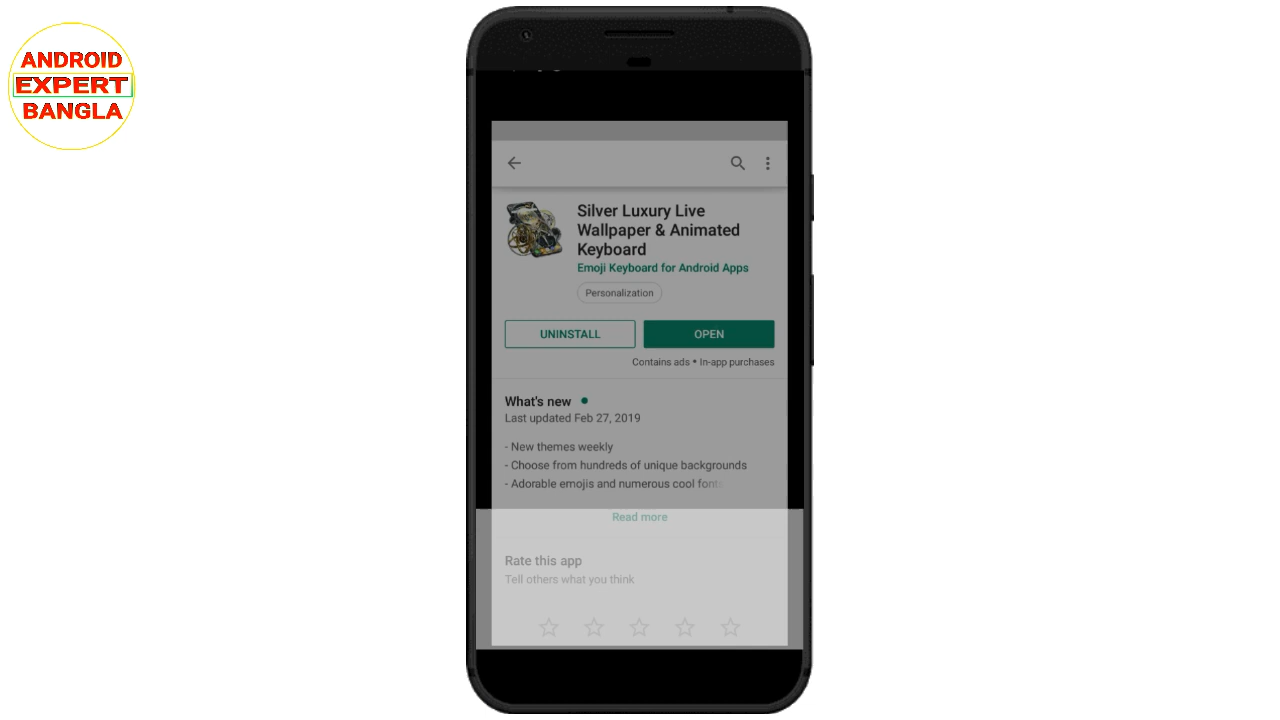 ANDROID
EXPERT
BANGLA
Silver Luxury Live
Wallpaper & Animated
Keyboard
Emoji Keyboard for Android Apps
Personalization
UNINSTALL
OPEN
Contains ads • In-app purchases
What's new
Last updated Feb 27, 2019
- New themes weekly
- Choose from hundreds of unique backgrounds
- Adorable emojis and numerous cool fonts
Read more
Rate this app
Tell others what you think